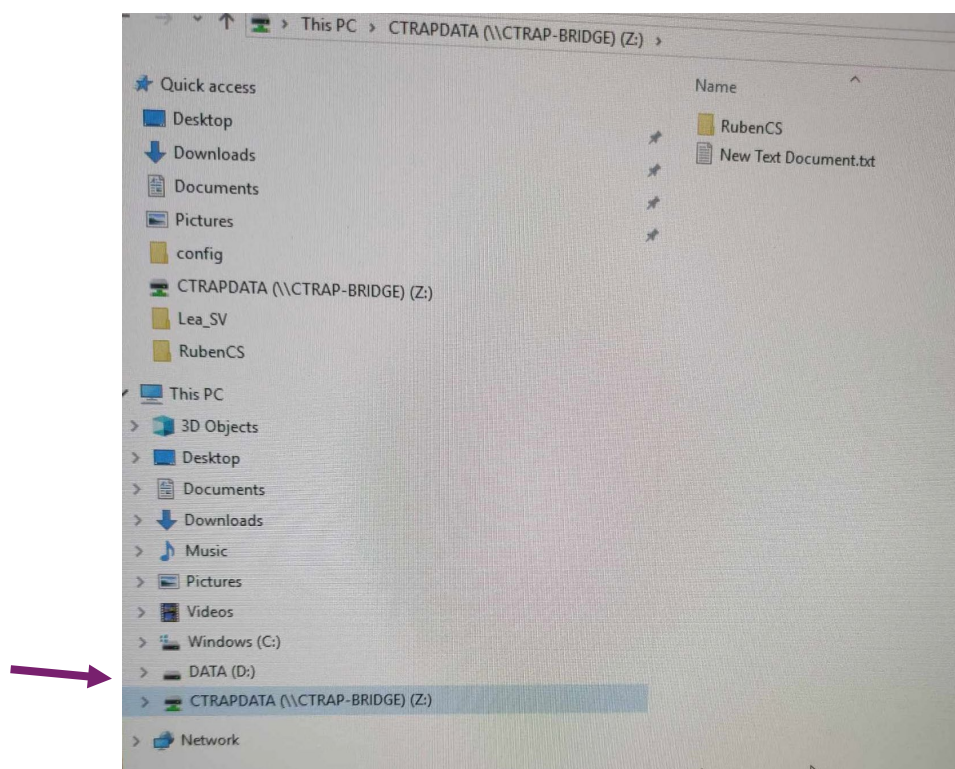 This PC > CTRAPDATA (\\CTRAP-BRIDGE) (Z:) >
Quick access
Desktop
Downloads
Documents
Pictures
config
CTRAPDATA (\\CTRAP-BRIDGE) (Z:)
Lea_SV
RubenCS
This PC
3D Objects
Desktop
Documents
Downloads
Music
Pictures
Videos
Windows (C:)
DATA (D:)
CTRAPDATA (\\CTRAP-BRIDGE) (Z:)
Network
Name
RubenCS
New Text Document.txt